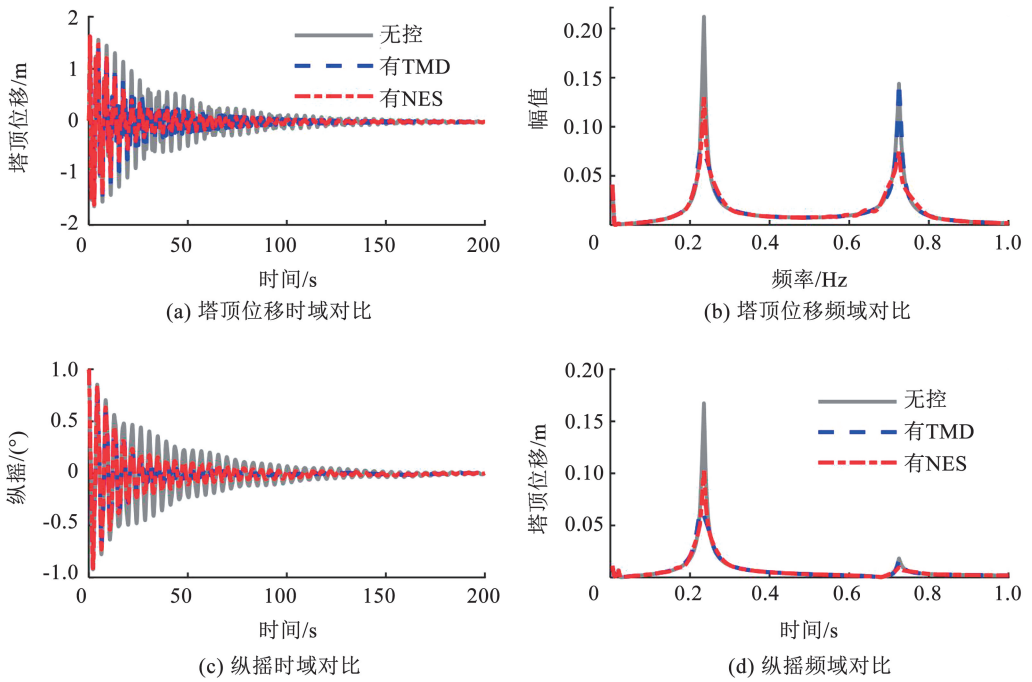 2
1
0
-1
-2
塔顶位移/m
无控
有TMD
有NES
0
50
100
150
200
时间/s
(a) 塔顶位移时域对比
0.20
0.15
0.10
0.05
幅值
0
0.2
0.4
0.6
0.8
1.0
频率/Hz
(b) 塔顶位移频域对比
1.0
0.5
0
-0.5
-1.0
纵摇/(°)
0
50
100
150
200
时间/s
(c) 纵摇时域对比
0.20
0.15
0.10
0.05
塔顶位移/m
无控
有TMD
有NES
0
0.2
0.4
0.6
0.8
1.0
时间/s
(d) 纵摇频域对比